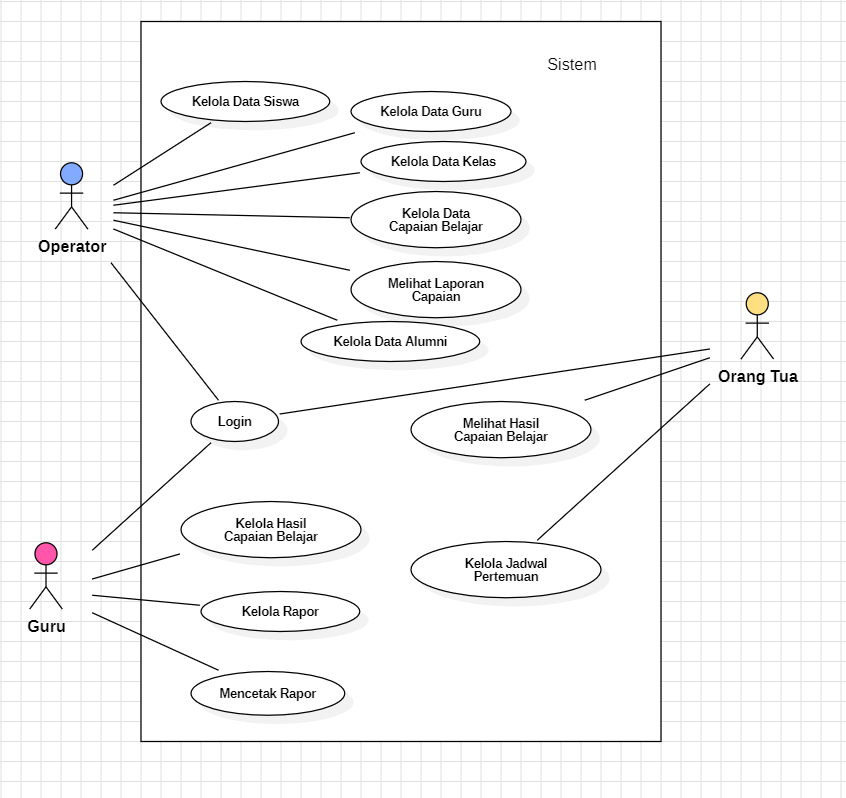 Sistem
Kelola Data Siswa
Kelola Data Guru
Kelola Data Kelas
Kelola Data
Capaian Belajar
Operator
Melihat Laporan
Capaian
Kelola Data Alumni
Orang Tua
Login
Melihat Hasil
Capaian Belajar
Kelola Hasil
Capaian Belajar
Kelola Jadwal
Pertemuan
Guru
Kelola Rapor
Mencetak Rapor